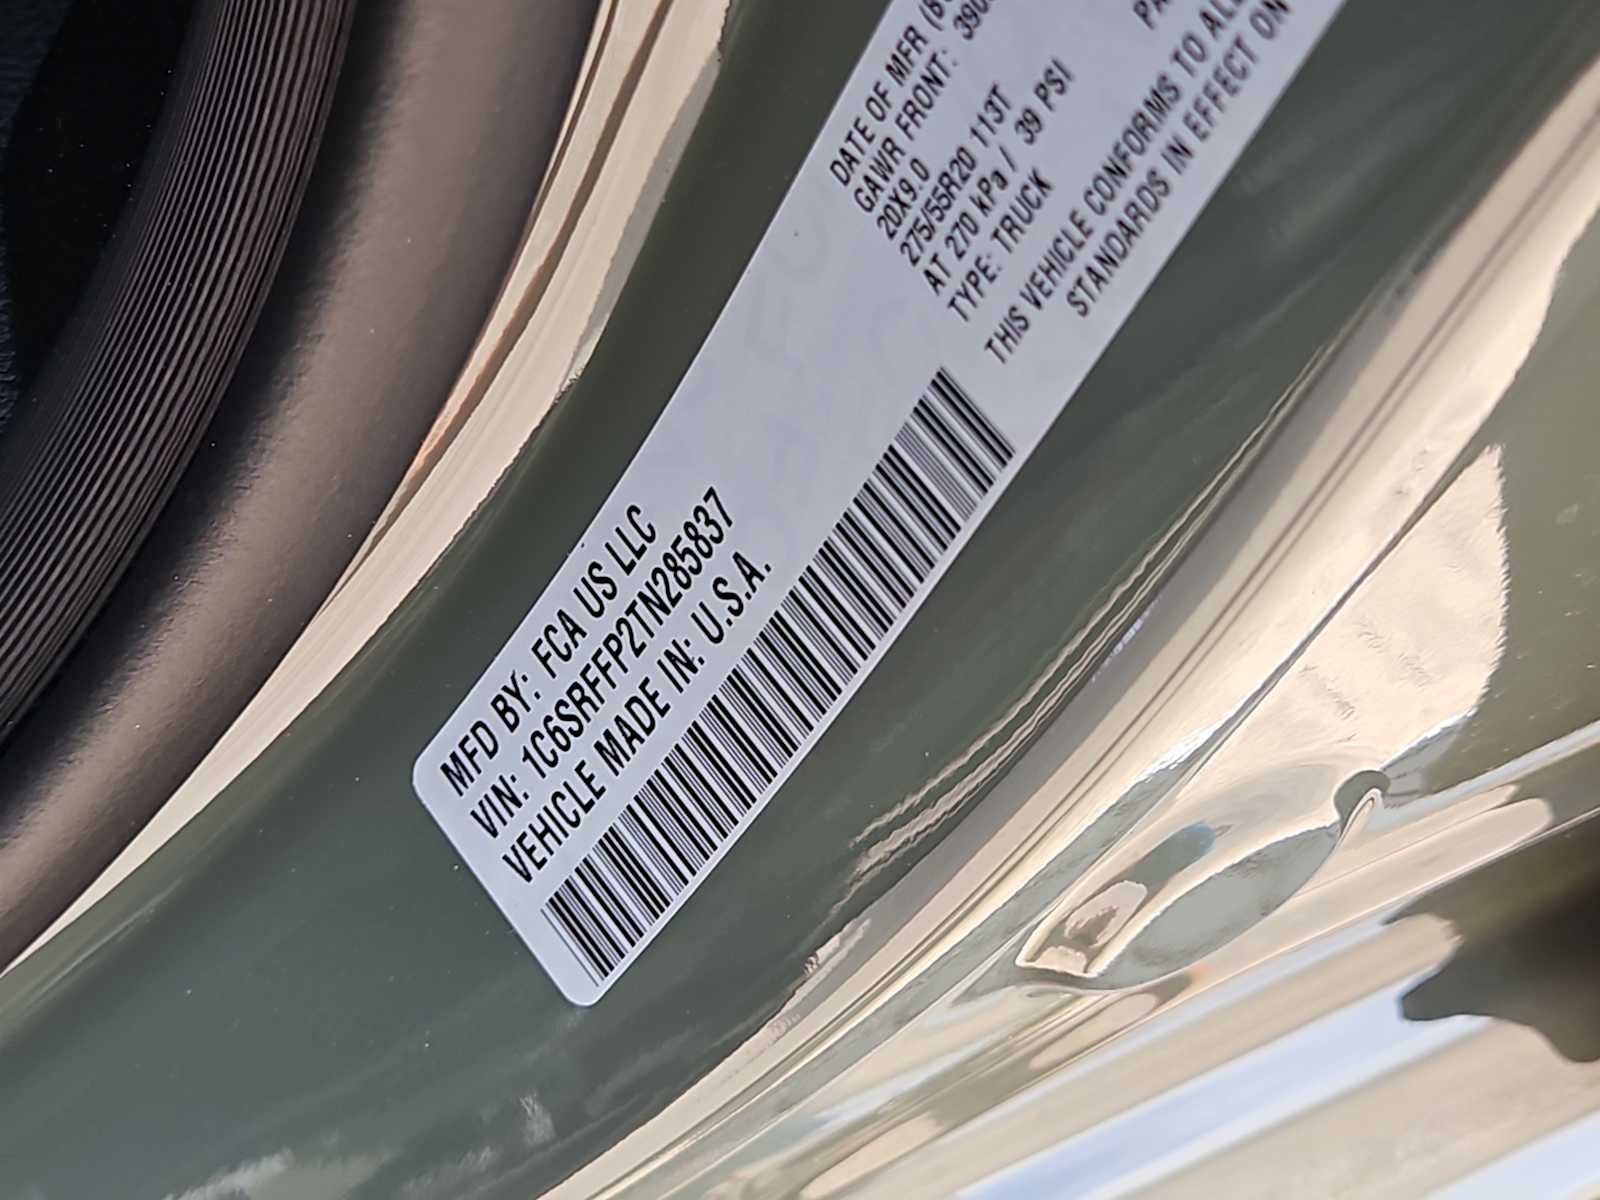 MFD BY: FCA US LLC
VIN: 1C6SRFFP2TN285837
VEHICLE MADE IN: U.S.A.
DATE OF MFR
GAWR FRONT:
20X9.0
275/55R20 113T
AT 270 kPa / 39 PSI
TYPE: TRUCK
THIS VEHICLE CONFORMS TO
STANDARDS IN EFFECT ON